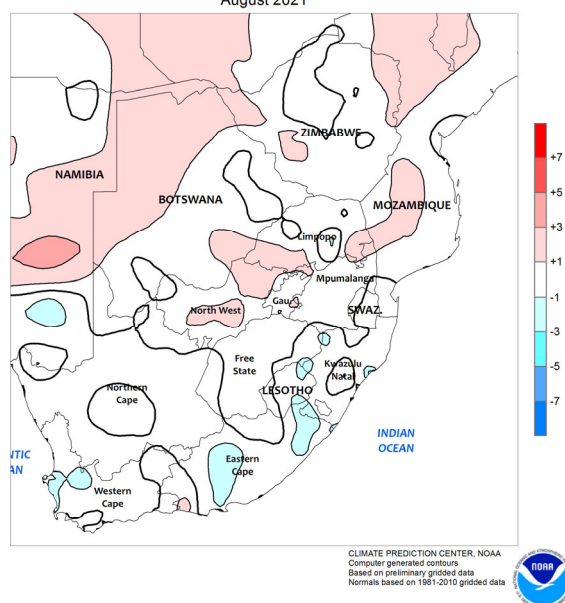 August 2021
ZIMBABWE
NAMIBIA
BOTSWANA
MOZAMBIQUE
Limpopo
Mpumalanga
North West
Gau.
SWAZ.
Free
State
Kwazulu
Natal
LESOTHO
Northern
Cape
INDIAN
OCEAN
NTIC
AN
Eastern
Cape
Western
Cape
+7
+5
+3
+1
-1
-3
-5
-7
CLIMATE PREDICTION CENTER, NOAA
Computer generated contours
Based on preliminary gridded data
Normals based on 1981-2010 gridded data
NOAA